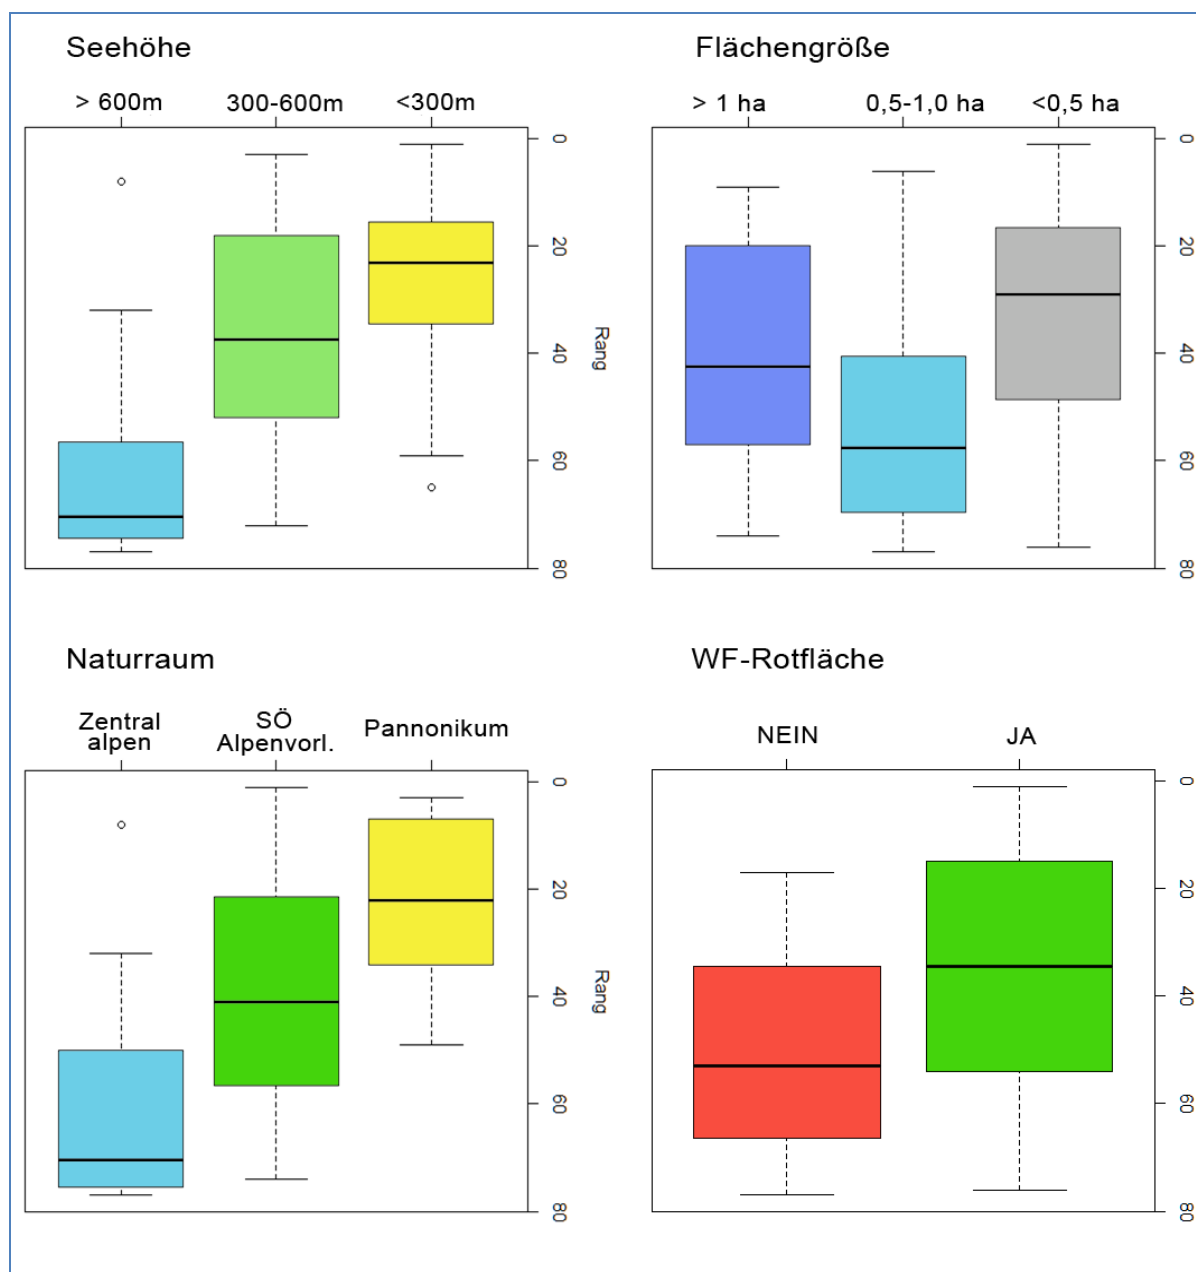 Seehöhe
> 600m 300-600m <300m
0
20
40
60
80
Rang
Flächengröße
> 1 ha 0,5-1,0 ha <0,5 ha
0
20
40
60
80
Naturraum
Zentral
alpen
SÖ
Alpenvorl.
Pannonikum
0
20
40
60
80
Rang
WF-Rotfläche
NEIN JA
0
20
40
60
80